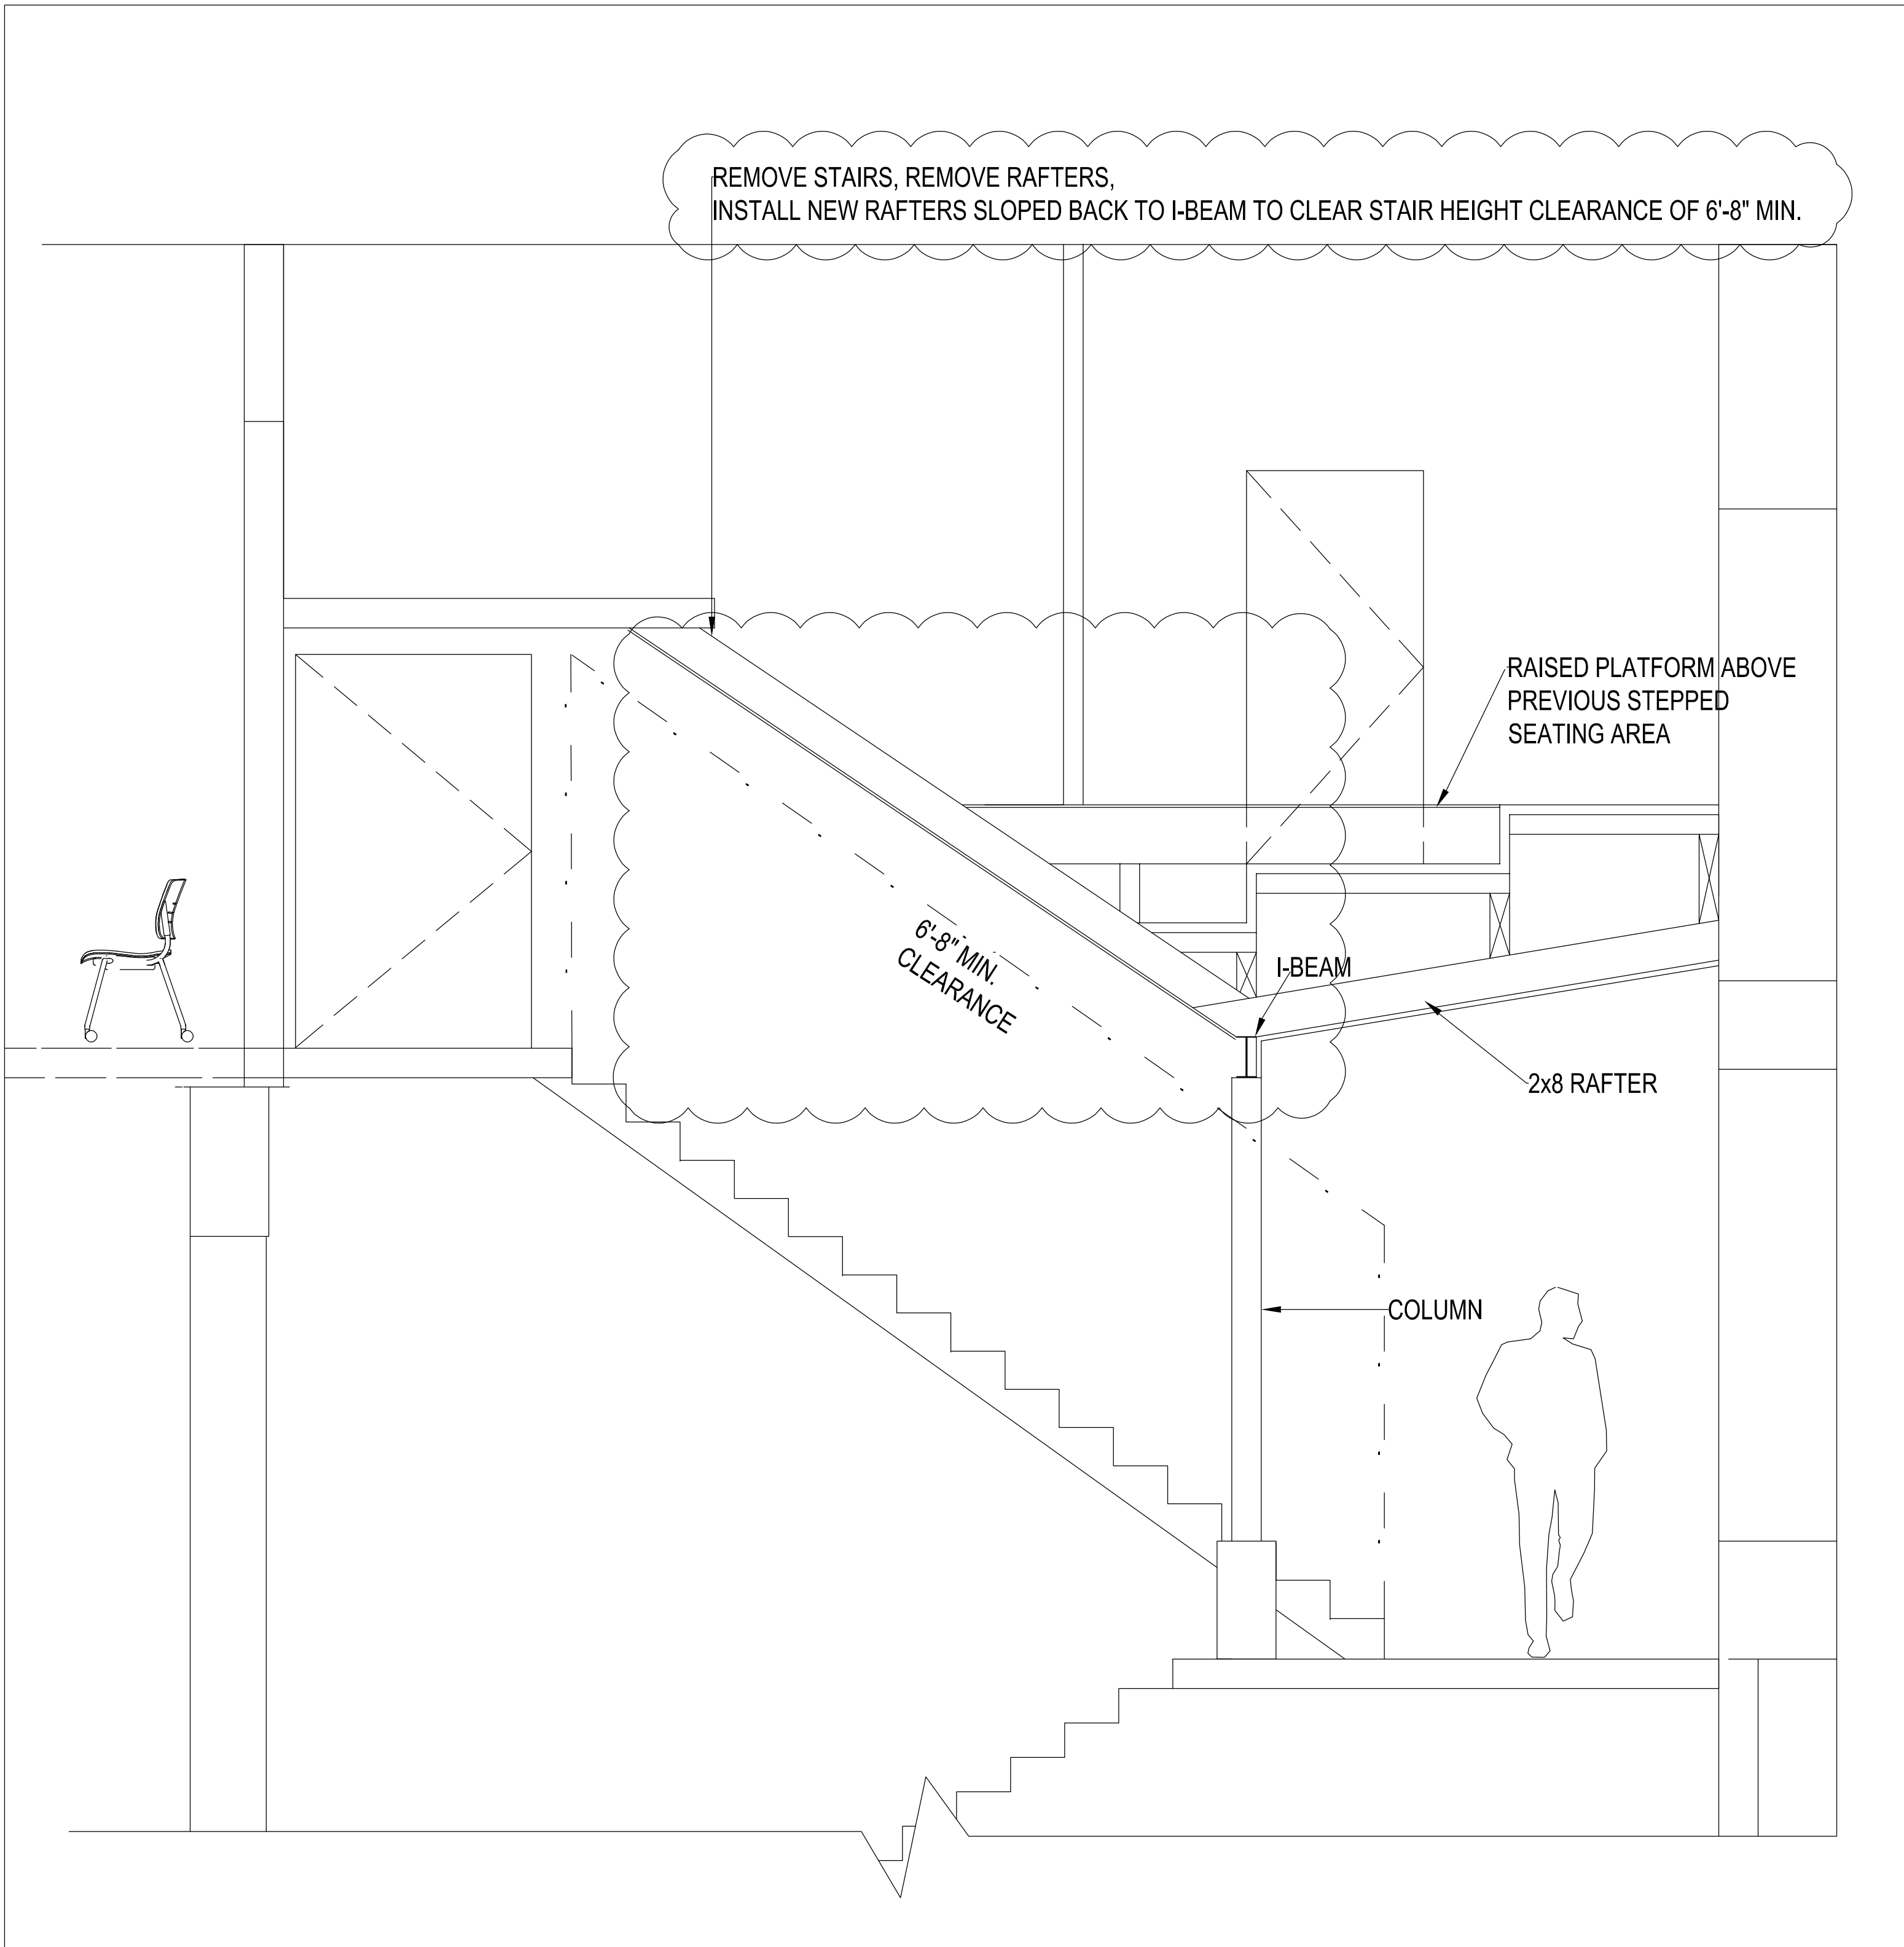 REMOVE STAIRS, REMOVE RAFTERS,
INSTALL NEW RAFTERS SLOPED BACK TO I-BEAM TO CLEAR STAIR HEIGHT CLEARANCE OF 6'-8" MIN.
RAISED PLATFORM ABOVE
PREVIOUS STEPPED
SEATING AREA
6'-8" MIN.
CLEARANCE
I-BEAM
2x8 RAFTER
COLUMN